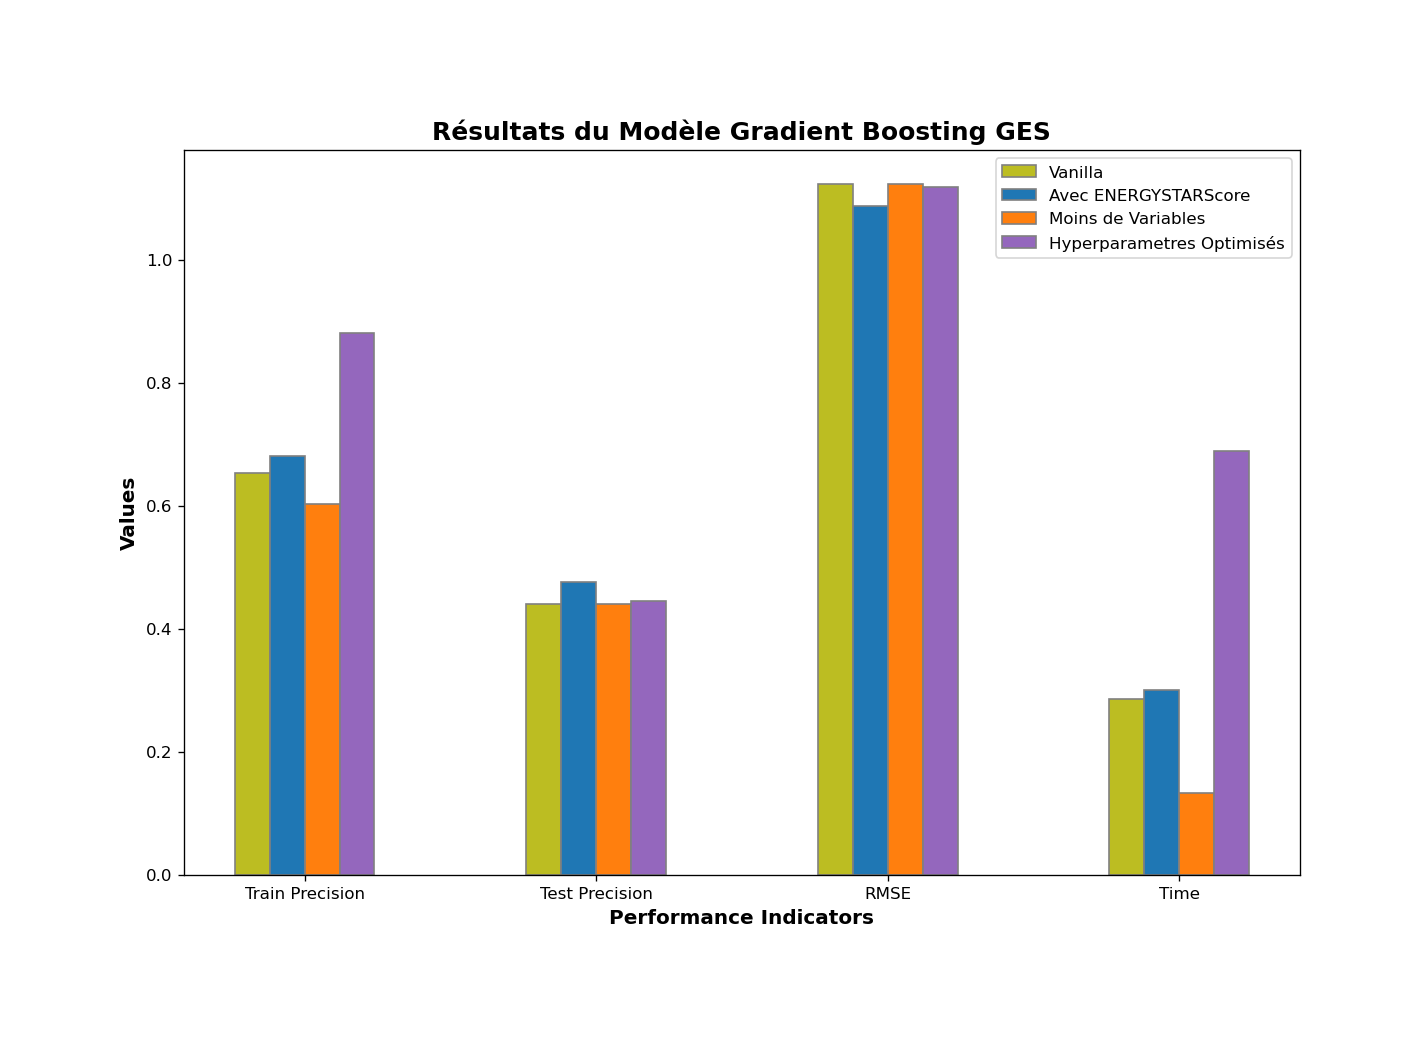 Résultats du Modèle Gradient Boosting GES
Vanilla
Avec ENERGYSTARScore
Moins de Variables
Hyperparametres Optimisés
1.0
0.8
0.6
0.4
0.2
0.0
Values
Train Precision
Test Precision
RMSE
Time
Performance Indicators